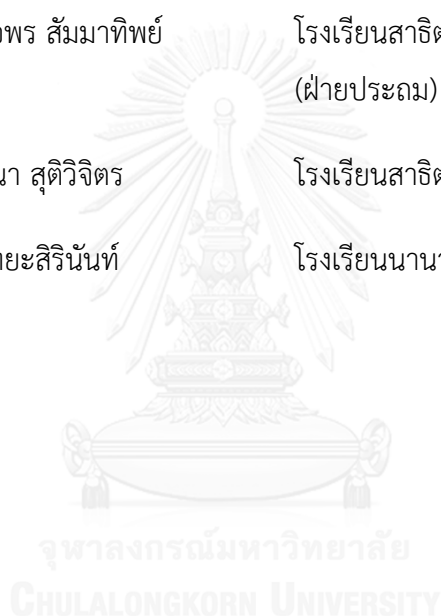 พร สัมมาทิพย์ โรงเรียนสาธิต
(ฝ่ายประถม)
นา สุติวิจิตร โรงเรียนสาธิต
ยะสิรินันท์ โรงเรียนนานา
จุฬาลงกรณ์มหาวิทยาลัย
CHULALONGKORN UNIVERSITY